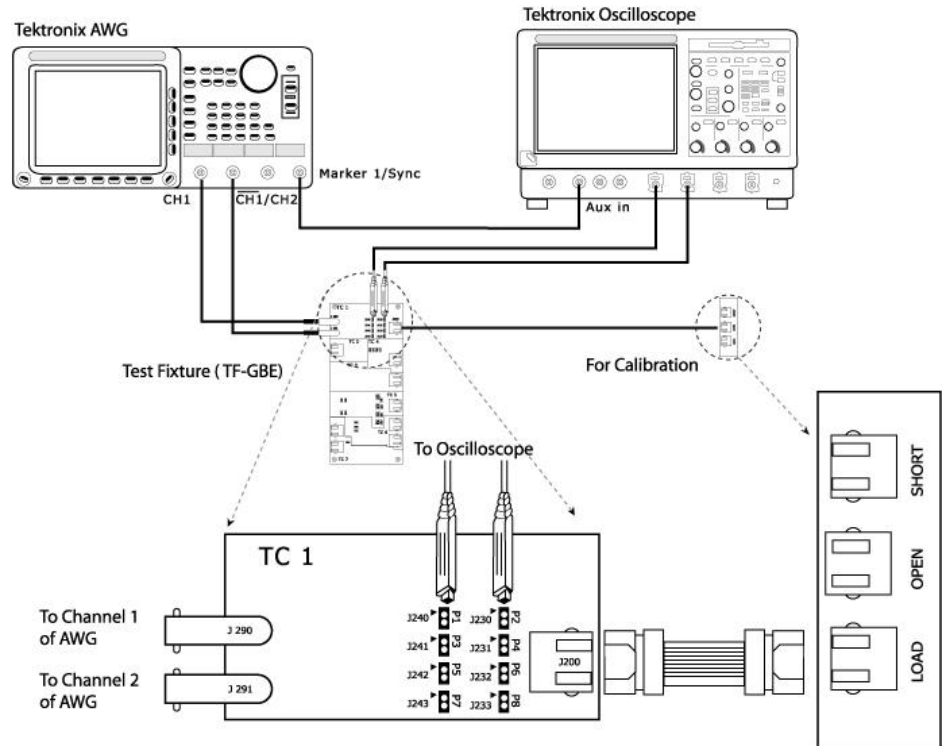 Tektronix AWG
Tektronix Oscilloscope
Marker 1/Sync
CH1
CH1/CH2
Aux in
TC 1
Test Fixture ( TF-GBE)
For Calibration
To Oscilloscope
TC 1
To Channel 1
of AWG
J 290
To Channel 2
of AWG
J 291
J240 P1
J230 P2
J241 P3
J231 P4
J242 P5
J232 P6
J243 P7
J233 P8
J200
SHORT
OPEN
LOAD